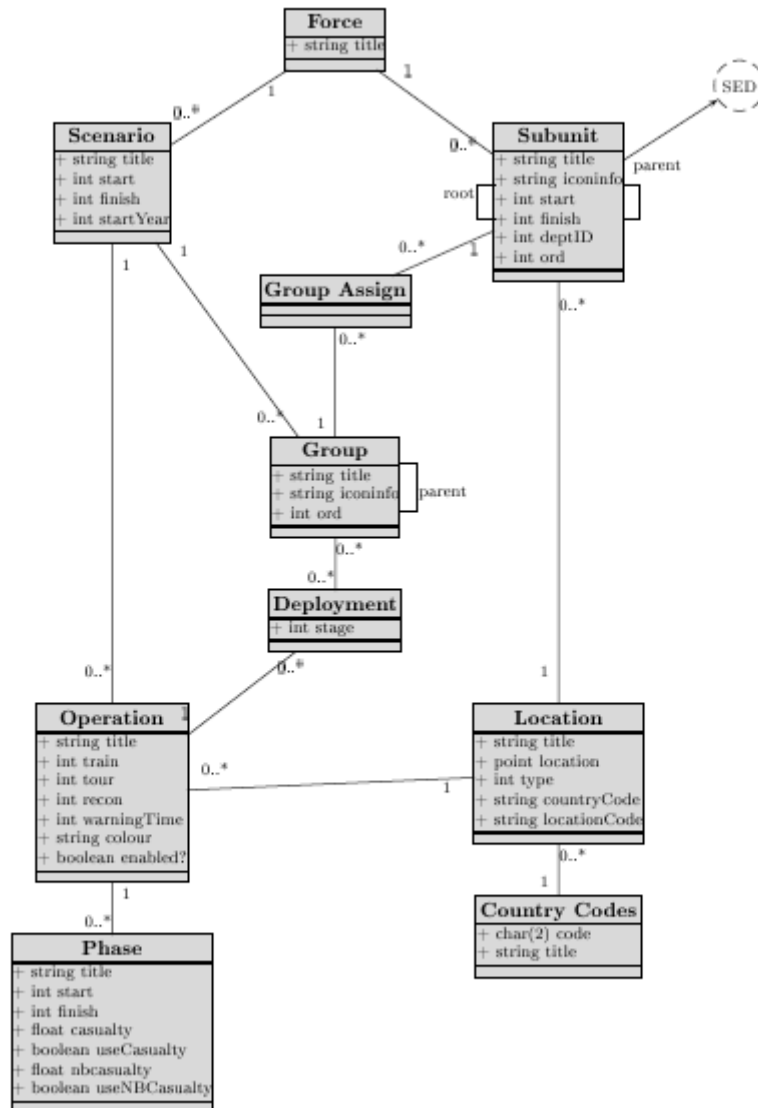 Force
+ string title
1
1
0..*
0..*
SED
Scenario
+ string title
+ int start
+ int finish
+ int startYear
Subunit
+ string title
+ string iconinfo
+ int start
+ int finish
+ int deptID
+ int ord
parent
root
1
1
0..*
1
0..*
Group Assign
0..*
0..*
1
Group
+ string title
+ string iconinfo
+ int ord
parent
0..*
0..*
Deployment
+ int stage
0..*
0..*
1
1
Operation
+ string title
+ int train
+ int tour
+ int recon
+ int warningTime
+ string colour
+ boolean enabled?
0..*
1
Location
+ string title
+ point location
+ int type
+ string countryCode
+ string locationCode
1
0..*
0..*
1
Country Codes
+ char(2) code
+ string title
Phase
+ string title
+ int start
+ int finish
+ float casualty
+ boolean useCasualty
+ float nbcasualty
+ boolean useNBCasualty